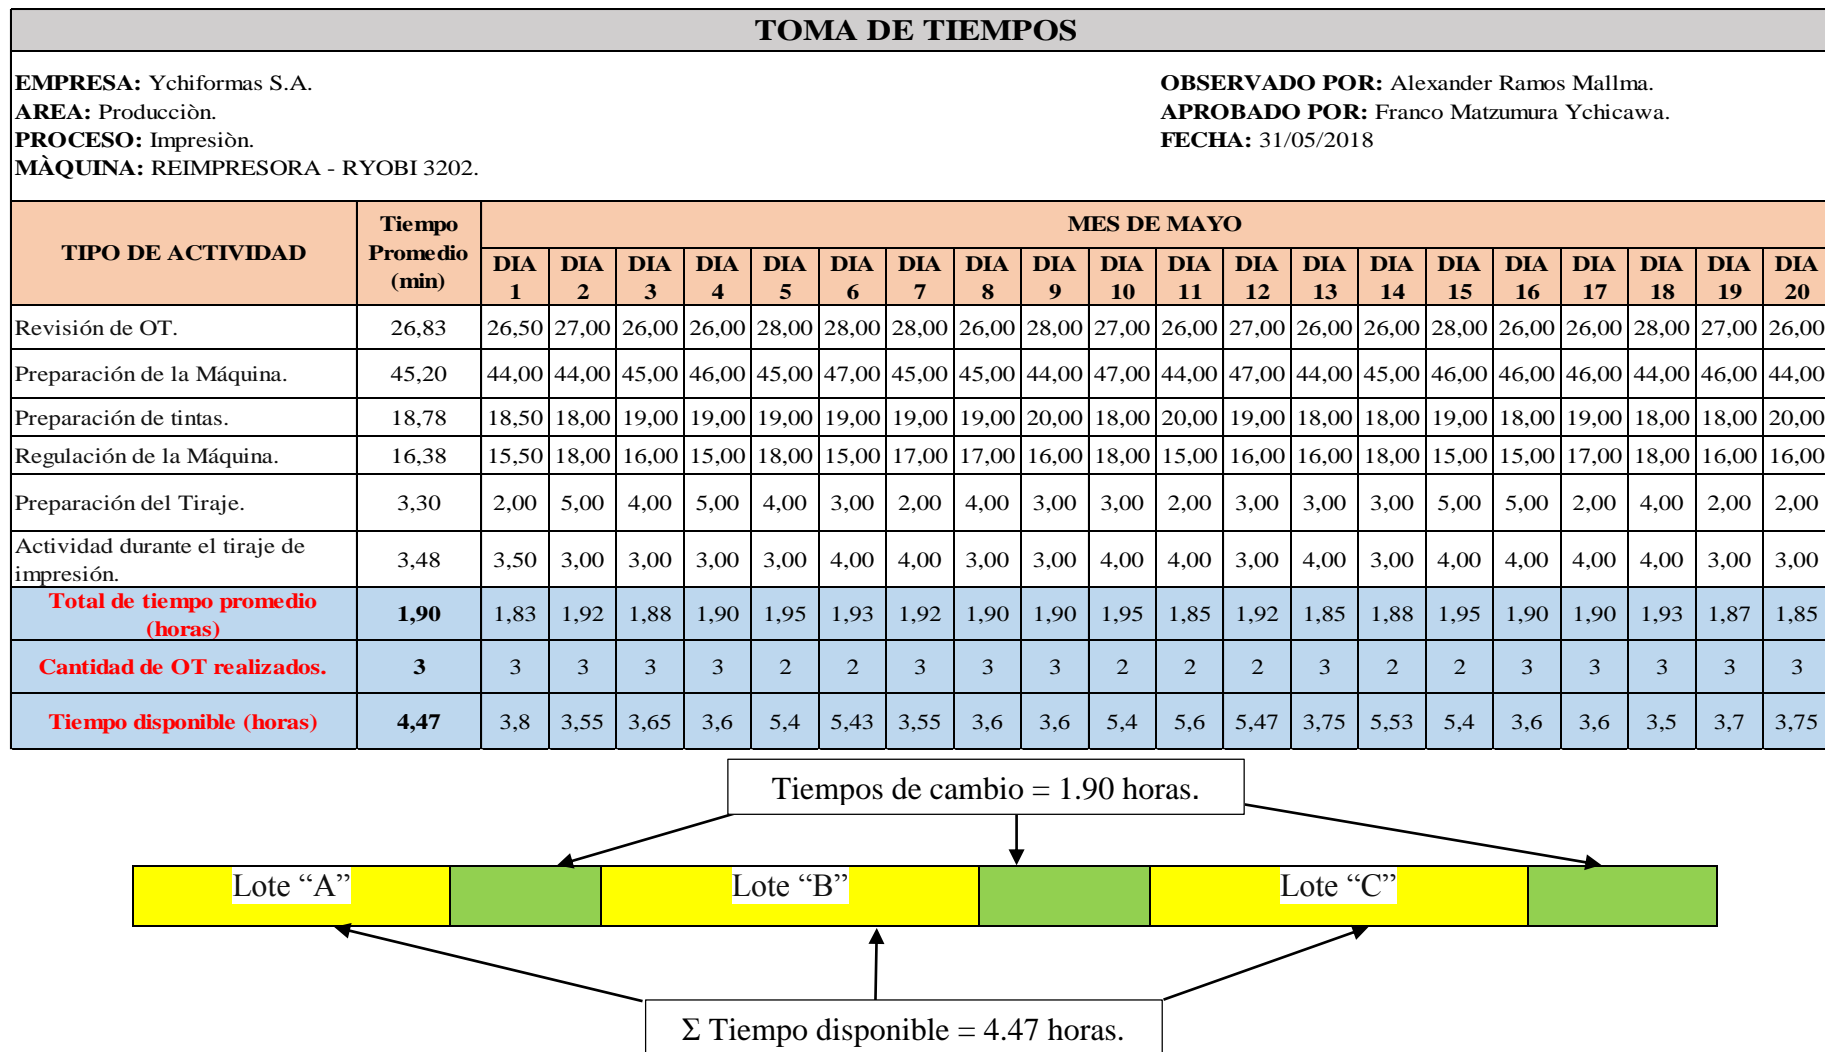 TOMA DE TIEMPOS
EMPRESA: Ychiformas S.A.
AREA: Producciòn.
PROCESO: Impresiòn.
MÀQUINA: REIMPRESORA - RYOBI 3202.
OBSERVADO POR: Alexander Ramos Mallma.
APROBADO POR: Franco Matzumura Ychicawa.
FECHA: 31/05/2018
TIPO DE ACTIVIDAD
Tiempo
Promedio
(min)
MES DE MAYO
DIA 1 DIA 2 DIA 3 DIA 4 DIA 5 DIA 6 DIA 7 DIA 8 DIA 9 DIA 10 DIA 11 DIA 12 DIA 13 DIA 14 DIA 15 DIA 16 DIA 17 DIA 18 DIA 19 DIA 20
Revisión de OT. 26,83 26,50 27,00 26,00 26,00 28,00 28,00 28,00 26,00 28,00 27,00 26,00 27,00 26,00 26,00 28,00 26,00 26,00 28,00 27,00 26,00
Preparación de la Máquina. 45,20 44,00 44,00 45,00 46,00 45,00 47,00 45,00 45,00 44,00 47,00 44,00 47,00 44,00 45,00 46,00 46,00 46,00 44,00 46,00 44,00
Preparación de tintas. 18,78 18,50 18,00 19,00 19,00 19,00 19,00 19,00 19,00 20,00 18,00 20,00 19,00 18,00 18,00 19,00 18,00 19,00 18,00 18,00 20,00
Regulación de la Máquina. 16,38 15,50 18,00 16,00 15,00 18,00 15,00 17,00 17,00 16,00 18,00 15,00 16,00 16,00 18,00 15,00 15,00 17,00 18,00 16,00 16,00
Preparación del Tiraje. 3,30 2,00 5,00 4,00 5,00 4,00 3,00 2,00 4,00 3,00 3,00 2,00 3,00 3,00 3,00 5,00 5,00 2,00 4,00 2,00 2,00
Actividad durante el tiraje de
impresión. 3,48 3,50 3,00 3,00 3,00 3,00 4,00 4,00 3,00 3,00 4,00 4,00 3,00 4,00 3,00 4,00 4,00 4,00 4,00 3,00 3,00
Total de tiempo promedio
(horas) 1,90 1,83 1,92 1,88 1,90 1,95 1,93 1,92 1,90 1,90 1,95 1,85 1,92 1,85 1,88 1,95 1,90 1,90 1,93 1,87 1,85
Cantidad de OT realizados. 3 3 3 3 3 2 2 3 3 3 2 2 2 3 2 2 3 3 3 3 3
Tiempo disponible (horas) 4,47 3,8 3,55 3,65 3,6 5,4 5,43 3,55 3,6 3,6 5,4 5,6 5,47 3,75 5,53 5,4 3,6 3,6 3,5 3,7 3,75
Tiempos de cambio = 1.90 horas.
Lote “A” Lote “B” Lote “C”
Σ Tiempo disponible = 4.47 horas.